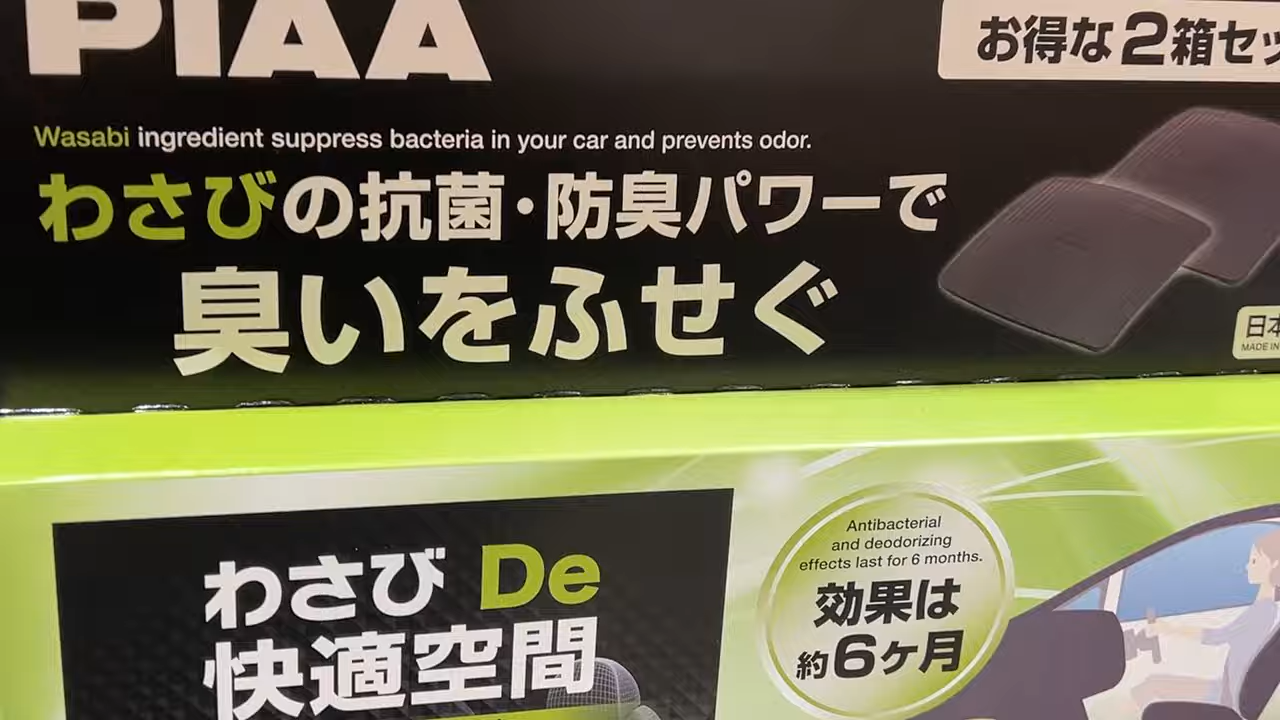 PIAA
お得な2箱セッ
Wasabi ingredient suppress bacteria in your car and prevents odor.
わさびの抗菌・防臭パワーで
臭いをふせぐ
日本
MADE IN
わさび De
快適空間
Antibacterial
and deodorizing
effects last for 6 months.
効果は
約6ヶ月